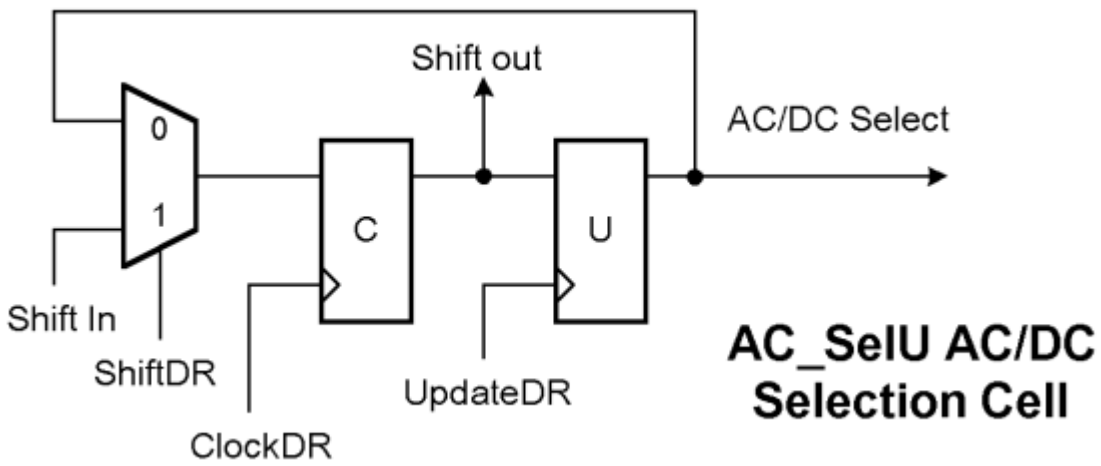 Shift out
AC/DC Select
0
1
C
U
Shift In
ShiftDR
ClockDR
UpdateDR
AC_SelU AC/DC
Selection Cell